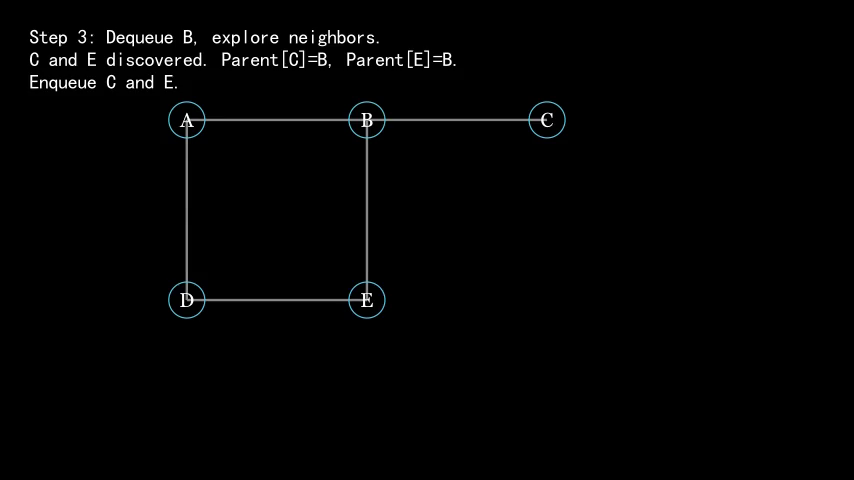 Step 3: Dequeue B, explore neighbors.
C and E discovered. Parent[C]=B, Parent[E]=B.
Enqueue C and E.
A B C
D E